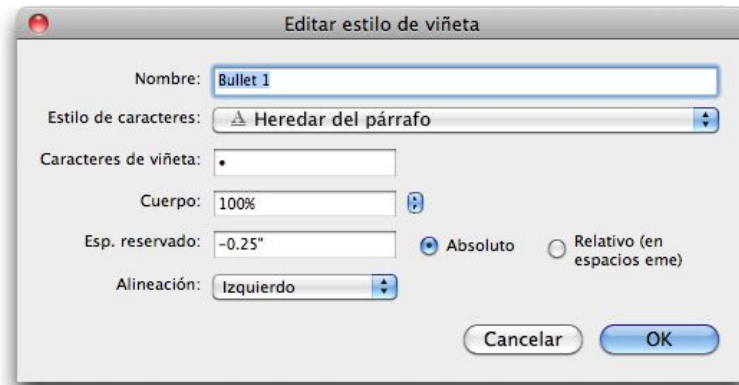 Editar estilo de viñeta
Nombre: Bullet 1
Estilo de caracteres: A Heredar del párrafo
Caracteres de viñeta: •
Cuerpo: 100%
Esp. reservado: -0.25" Absoluto Relativo (en
espacios eme)
Alineación: Izquierdo
Cancelar OK